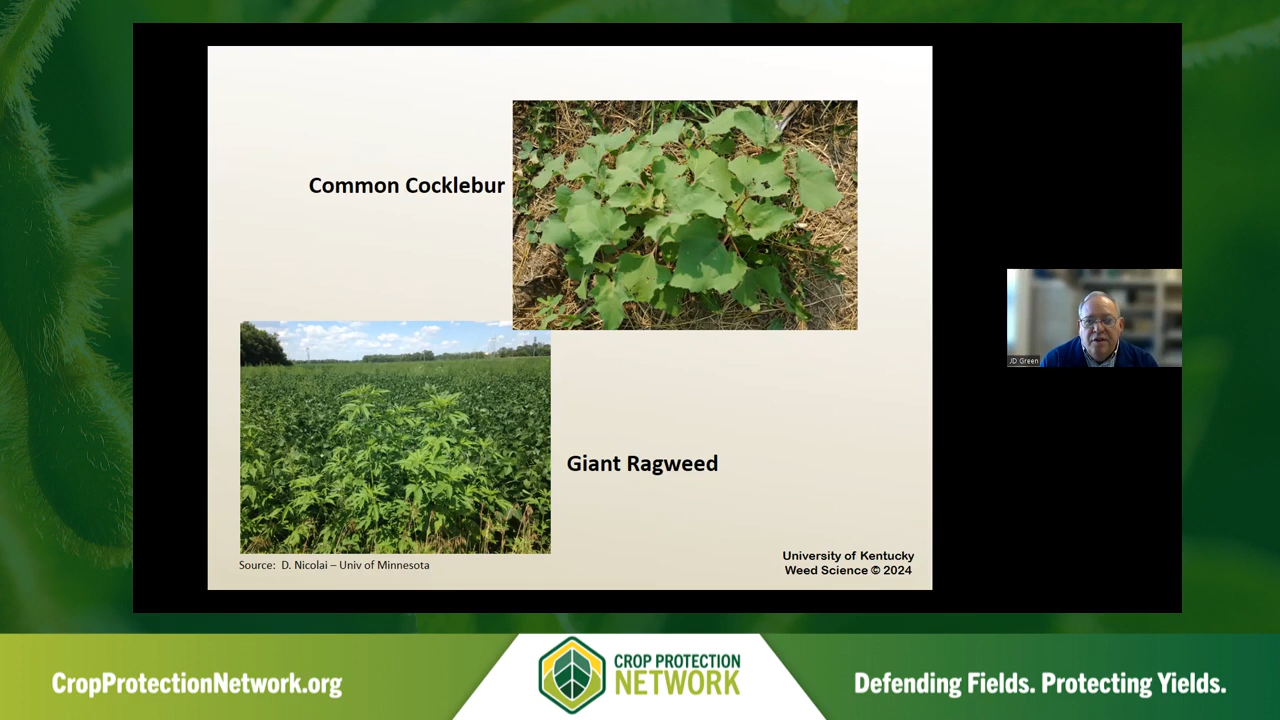 Common Cocklebur
Giant Ragweed
Source: D. Nicolai – Univ of Minnesota
University of Kentucky
Weed Science © 2024
JD Green
CropProtectionNetwork.org
CROP PROTECTION
NETWORK
Defending Fields. Protecting Yields.